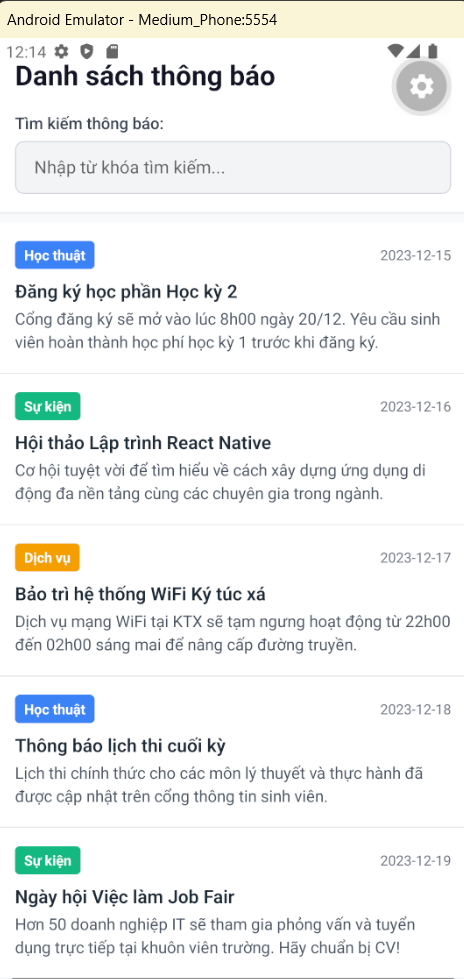 Android Emulator - Medium_Phone:5554
12:14
Danh sách thông báo
Tìm kiếm thông báo:
Nhập từ khóa tìm kiếm...
Học thuật 2023-12-15
Đăng ký học phần Học kỳ 2
Cổng đăng ký sẽ mở vào lúc 8h00 ngày 20/12. Yêu cầu sinh
viên hoàn thành học phí học kỳ 1 trước khi đăng ký.
Sự kiện 2023-12-16
Hội thảo Lập trình React Native
Cơ hội tuyệt vời để tìm hiểu về cách xây dựng ứng dụng di
động đa nền tảng cùng các chuyên gia trong ngành.
Dịch vụ 2023-12-17
Bảo trì hệ thống WiFi Ký túc xá
Dịch vụ mạng WiFi tại KTX sẽ tạm ngưng hoạt động từ 22h00
đến 02h00 sáng mai để nâng cấp đường truyền.
Học thuật 2023-12-18
Thông báo lịch thi cuối kỳ
Lịch thi chính thức cho các môn lý thuyết và thực hành đã
được cập nhật trên cổng thông tin sinh viên.
Sự kiện 2023-12-19
Ngày hội Việc làm Job Fair
Hơn 50 doanh nghiệp IT sẽ tham gia phỏng vấn và tuyển
dụng trực tiếp tại khuôn viên trường. Hãy chuẩn bị CV!